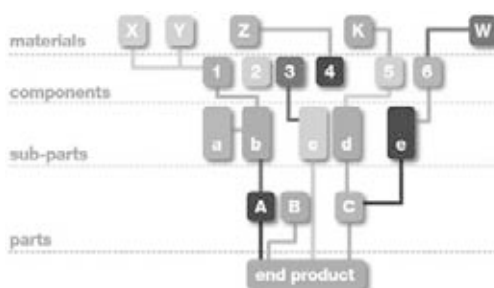 X Y Z K W
materials
1 2 3 4 5 6
components
a b c d e
sub-parts
A B C
parts
end product